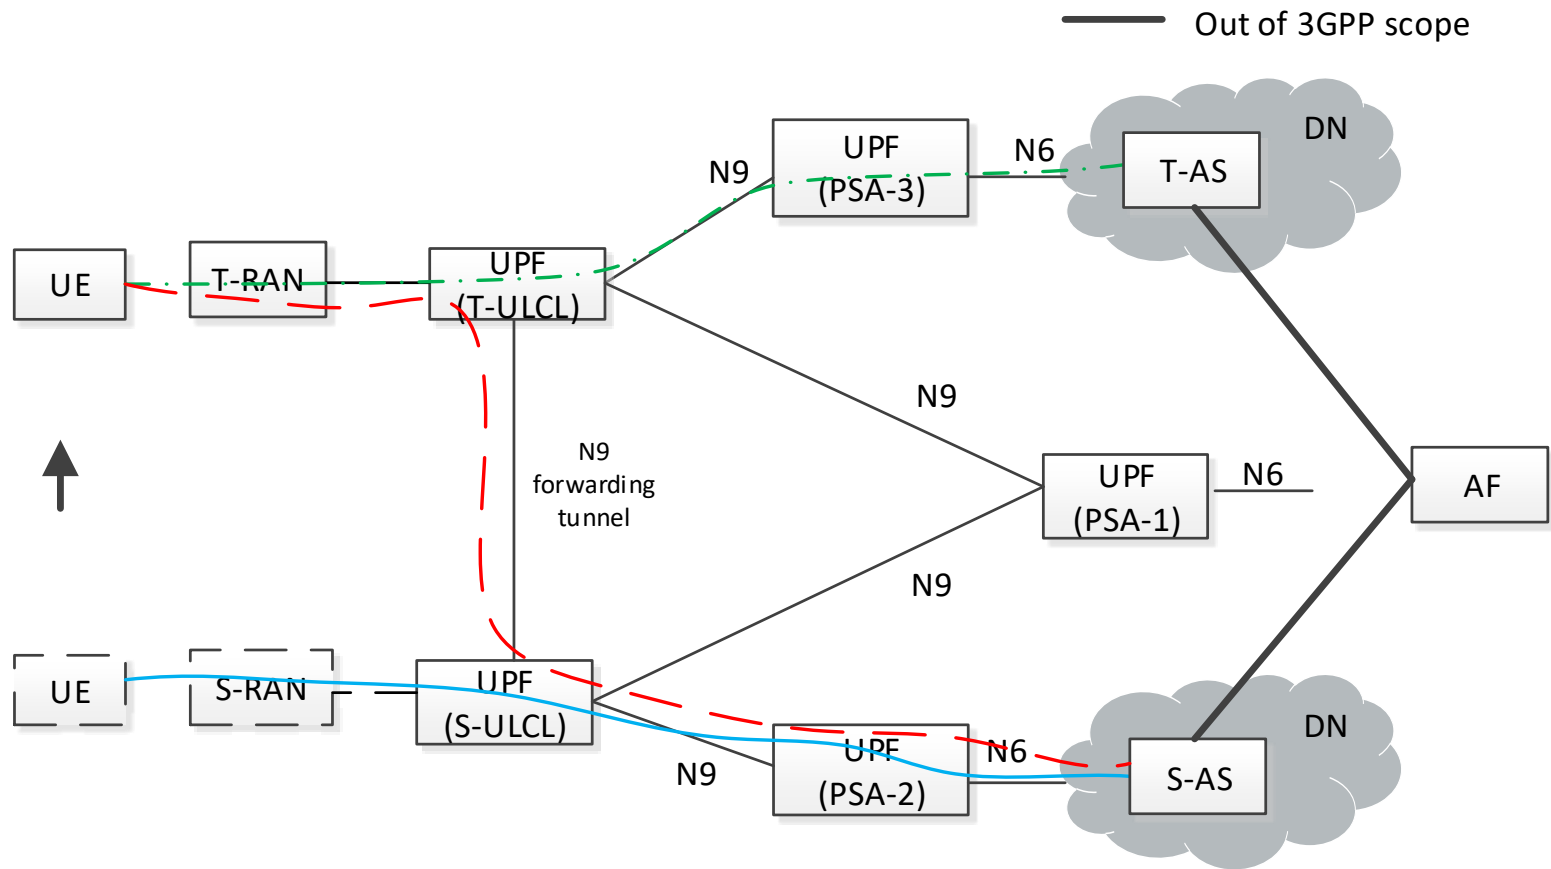 Out of 3GPP scope
DN
UPF
(PSA-3)
N6
T-AS
N9
UE
T-RAN
UPF
(T-ULCL)
N9
N9
forwarding
tunnel
UPF
(PSA-1)
N6
AF
N9
UE
S-RAN
UPF
(S-ULCL)
N9
UPF
(PSA-2)
N6
S-AS
DN